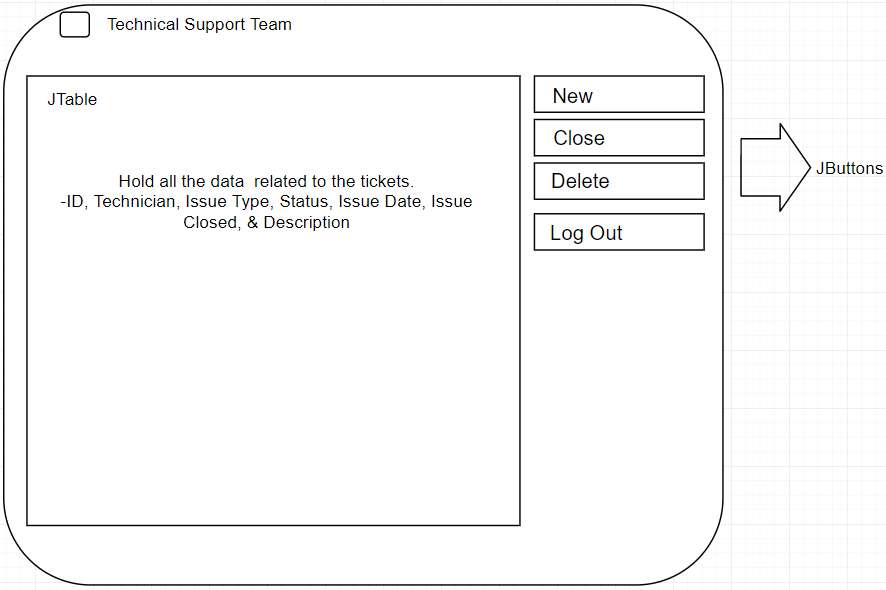 Technical Support Team
JTable
Hold all the data  related to the tickets.
-ID, Technician, Issue Type, Status, Issue Date, Issue
Closed, & Description
New
Close
Delete
Log Out
JButtons